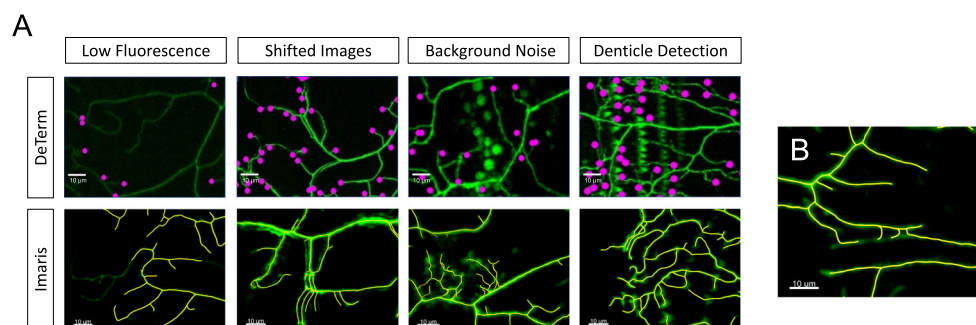 A
Low Fluorescence
Shifted Images
Background Noise
Denticle Detection
DeTerm
10 µm
10 µm
10 µm
10 µm
B
10 µm
Imaris
10 µm
10 µm
10 µm
10 µm